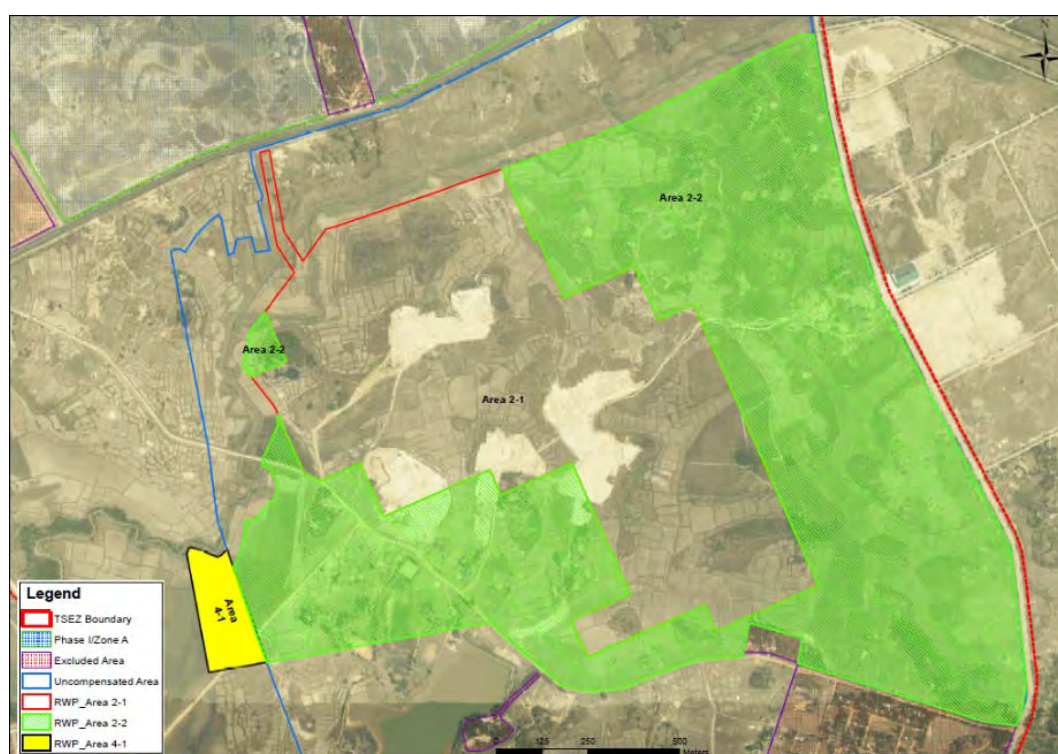 Area 2-2
Area 2-2
Area 2-1
Area
4-1
Legend
TSEZ Boundary
Phase I/Zone A
Excluded Area
Uncompensated Area
RWP_Area 2-1
RWP_Area 2-2
RWP_Area 4-1
0 125 250 500
Meters